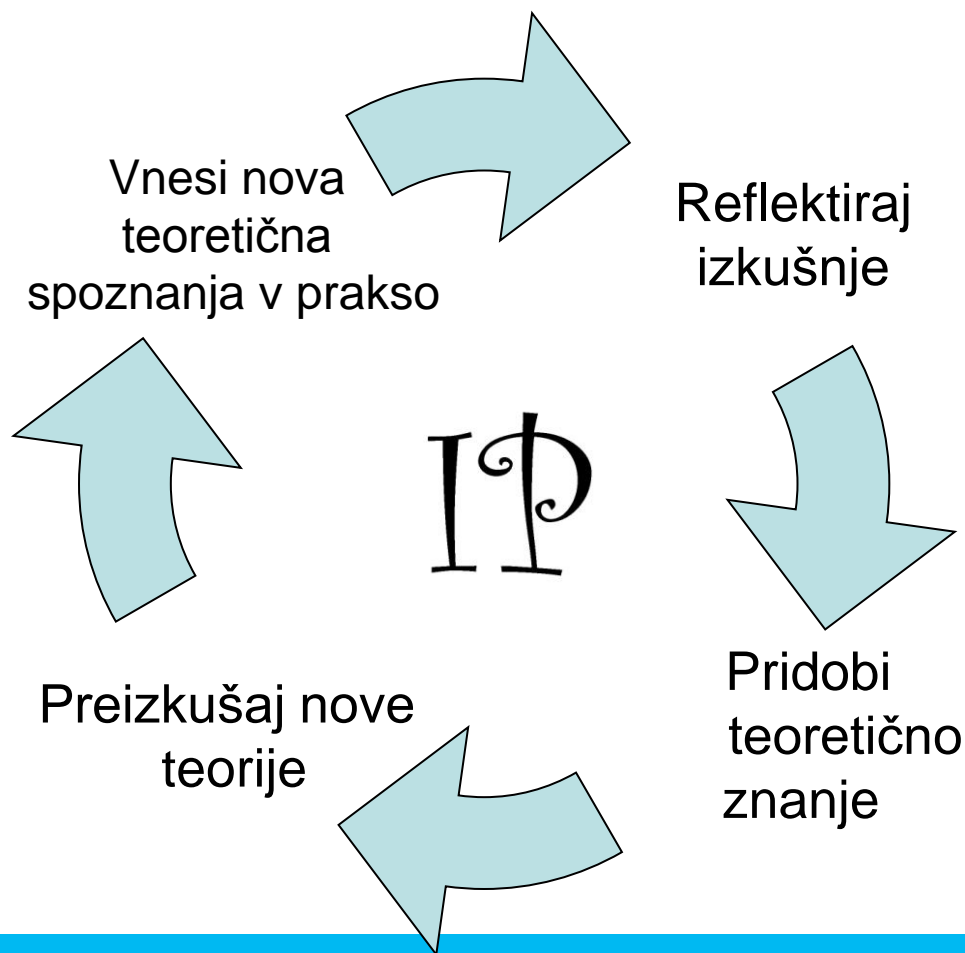 Vnesi nova
teoretična
spoznanja v prakso
Reflektiraj
izkušnje
IP
Pridobi
teoretično
znanje
Preizkušaj nove
teorije